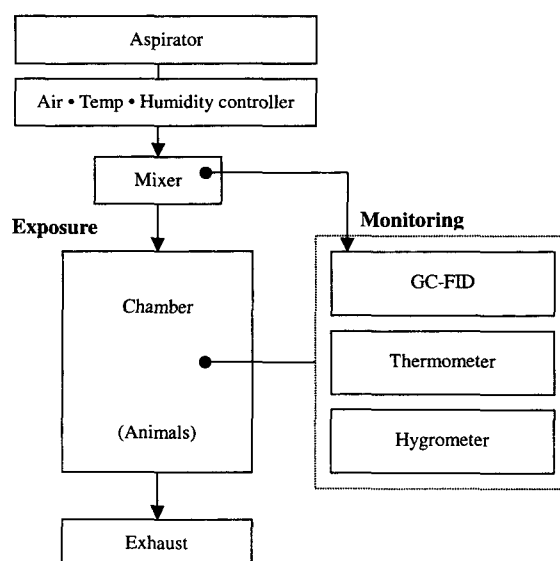 Aspirator
Air • Temp • Humidity controller
Mixer
Exposure
Monitoring
GC-FID
Chamber
Thermometer
(Animals)
Hygrometer
Exhaust